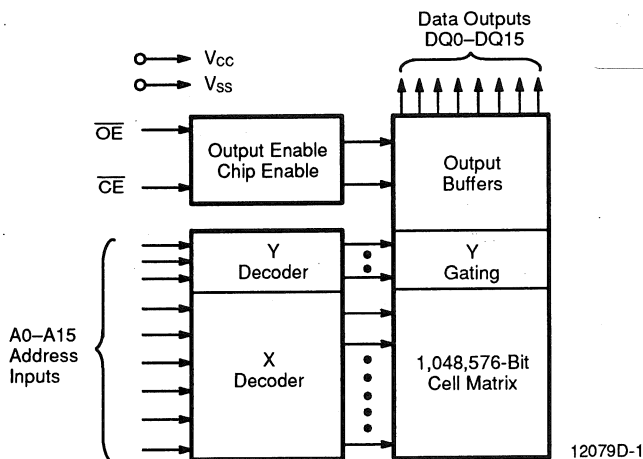 Data Outputs
DQ0–DQ15
VCC
VSS
OE
CE
Output Enable
Chip Enable
Output
Buffers
Y
Decoder
Y
Gating
A0–A15
Address
Inputs
X
Decoder
1,048,576-Bit
Cell Matrix
12079D-1